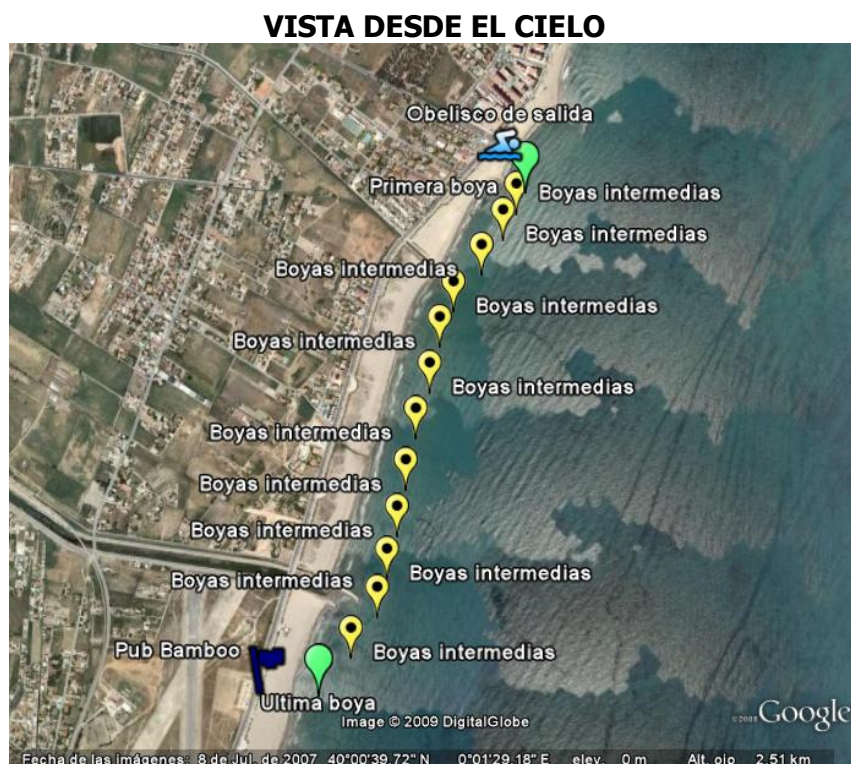 VISTA DESDE EL CIELO
Obelisco de salida
Primera boya
Boyas intermedias
Boyas intermedias
Boyas intermedias
Boyas intermedias
Boyas intermedias
Boyas intermedias
Boyas intermedias
Boyas intermedias
Boyas intermedias
Boyas intermedias
Boyas intermedias
Pub Bamboo
Boyas intermedias
Ultima boya
Image © 2009 DigitalGlobe
©2009 Google
Fecha de las imágenes: 8 de Jul. de 2007 40°00'39.72" N 0°01'29.18" E elev. 0 m Alt. ojo 2.51 km